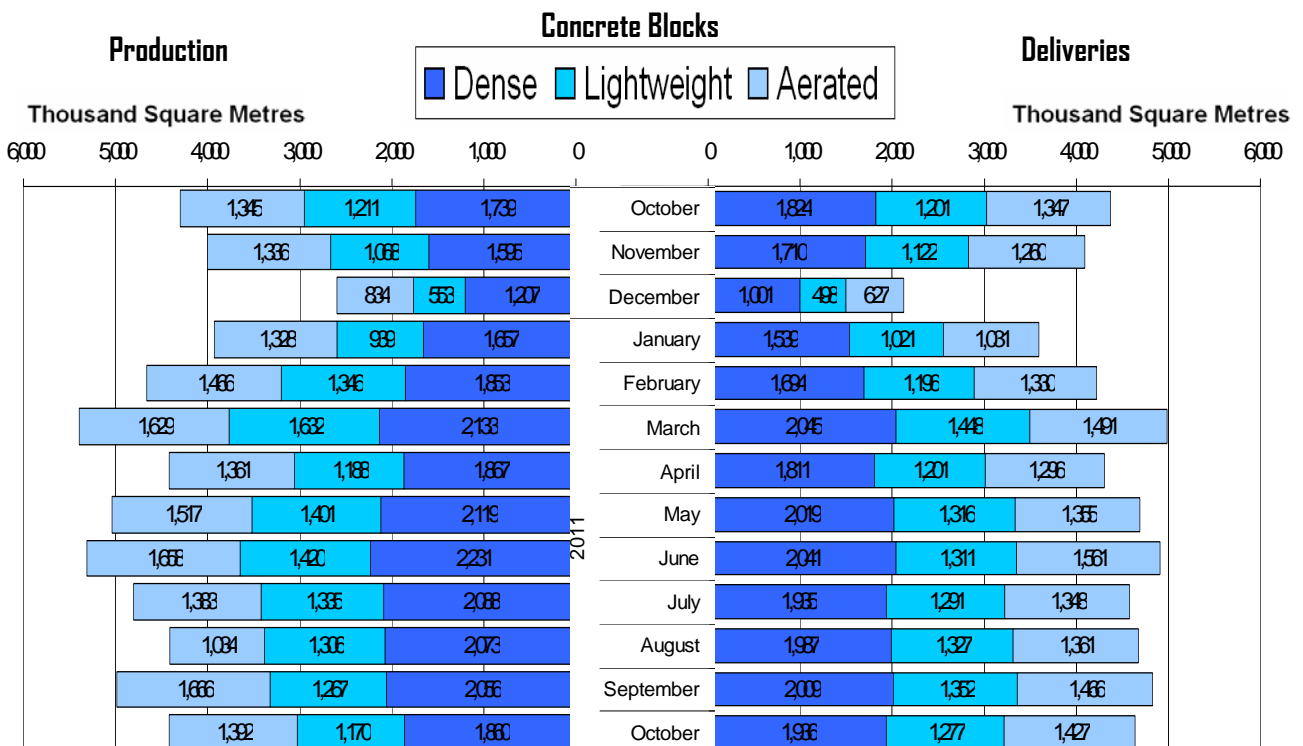 Concrete Blocks
Production
Deliveries
Dense Lightweight Aerated
Thousand Square Metres
Thousand Square Metres
6,000 5,000 4,000 3,000 2,000 1,000 0 0 1,000 2,000 3,000 4,000 5,000 6,000
1,345 1,211 1,739 October 1,824 1,201 1,347
1,336 1,068 1,595 November 1,710 1,122 1,260
834 553 1,207 December 1,001 498 627
1,328 939 1,657 January 1,539 1,021 1,031
1,466 1,346 1,853 February 1,694 1,196 1,330
1,629 1,632 2,133 March 2,045 1,448 1,491
1,361 1,188 1,867 April 1,811 1,201 1,296
1,517 1,401 2,119 May 2,019 1,316 1,355
2011
1,658 1,420 2,231 June 2,041 1,311 1,561
1,383 1,335 2,088 July 1,935 1,291 1,348
1,034 1,306 2,073 August 1,987 1,327 1,361
1,666 1,267 2,056 September 2,009 1,352 1,466
1,392 1,170 1,860 October 1,936 1,277 1,427